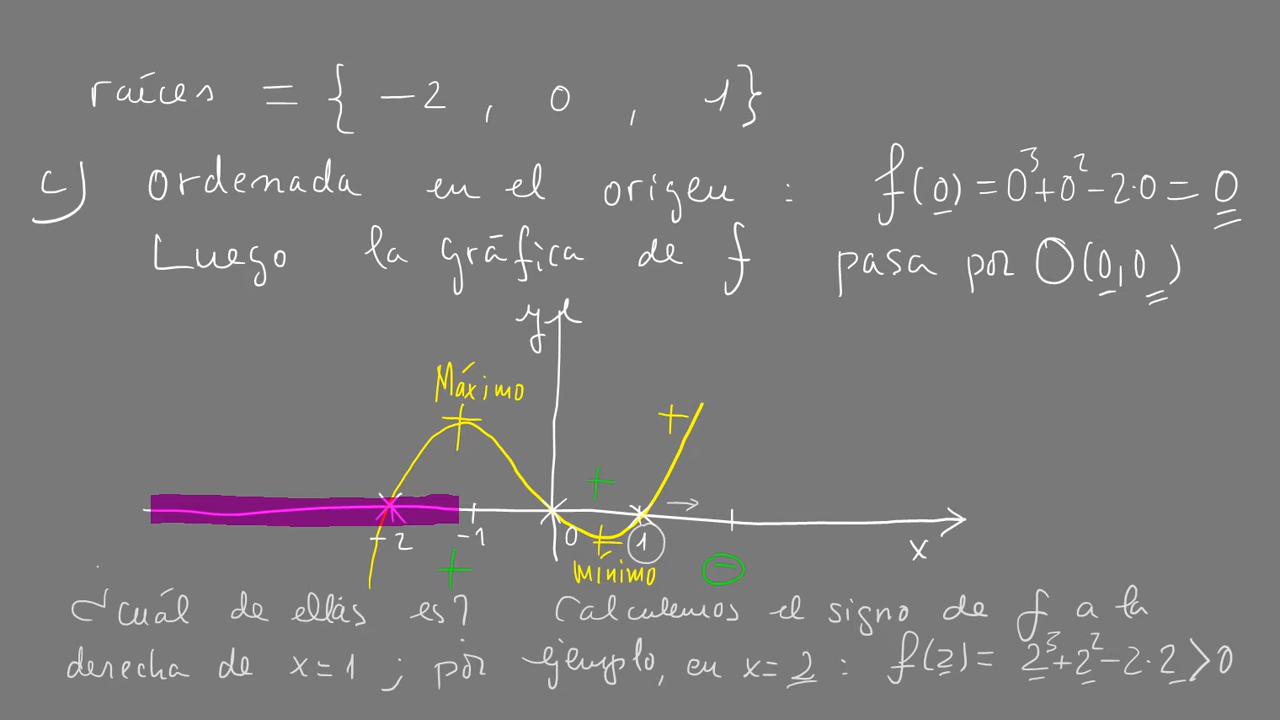 raíces = { -2 , 0 , 1}
c) ordenada en el origen : f(0) = 0³+0²-2·0 = 0
Luego la gráfica de f pasa por O(0,0)
y
Máximo
+
+
-2 -1 0 1 x
+ mínimo -
¿cuál de ellás es? Calculemos el signo de f a la
derecha de x=1 ; por ejemplo, en x=2 : f(2) = 2³+2²-2·2 >0